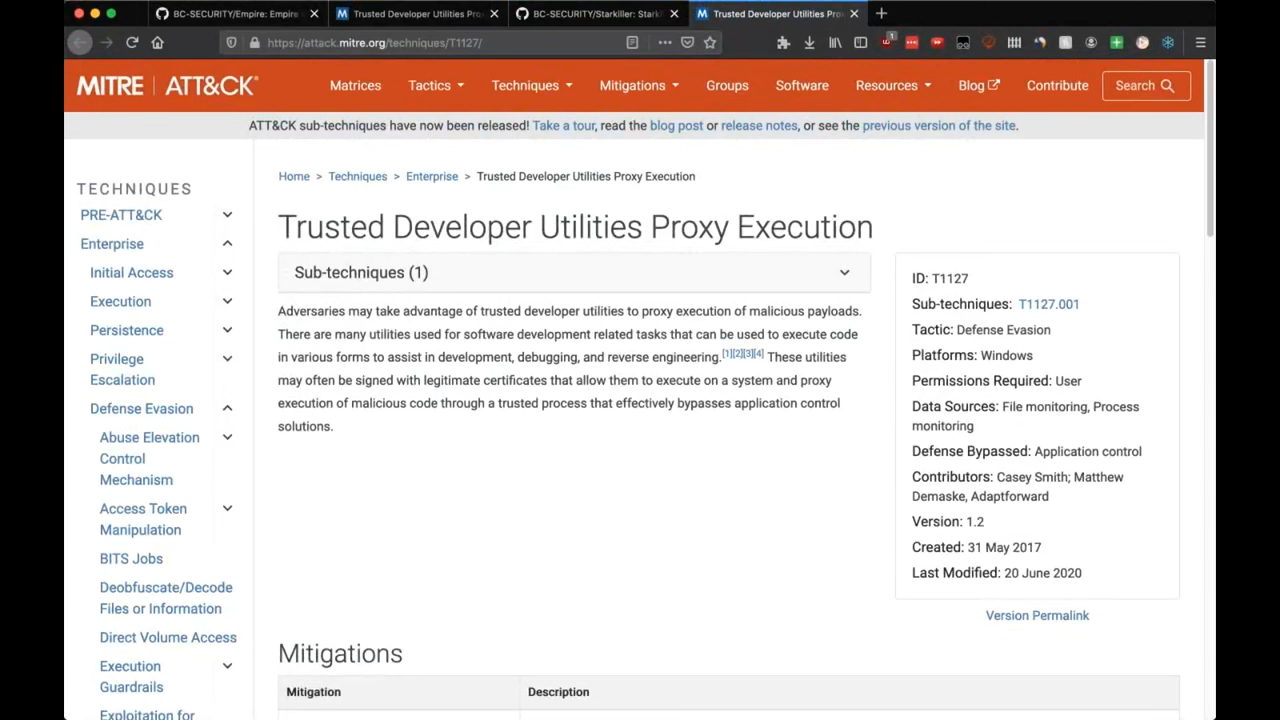 BC-SECURITY/Empire: Empire
Trusted Developer Utilities Pro
BC-SECURITY/Starkiller: Starki
Trusted Developer Utilities Pro
https://attack.mitre.org/techniques/T1127/
1
MITRE | ATT&CK®
Matrices
Tactics
Techniques
Mitigations
Groups
Software
Resources
Blog
Contribute
Search
ATT&CK sub-techniques have now been released! Take a tour, read the blog post or release notes, or see the previous version of the site.
TECHNIQUES
PRE-ATT&CK
Enterprise
Initial Access
Execution
Persistence
Privilege
Escalation
Defense Evasion
Abuse Elevation
Control
Mechanism
Access Token
Manipulation
BITS Jobs
Deobfuscate/Decode
Files or Information
Direct Volume Access
Execution
Guardrails
Exploitation for
Home > Techniques > Enterprise > Trusted Developer Utilities Proxy Execution
Trusted Developer Utilities Proxy Execution
Sub-techniques (1)
Adversaries may take advantage of trusted developer utilities to proxy execution of malicious payloads.
There are many utilities used for software development related tasks that can be used to execute code
in various forms to assist in development, debugging, and reverse engineering.[1][2][3][4] These utilities
may often be signed with legitimate certificates that allow them to execute on a system and proxy
execution of malicious code through a trusted process that effectively bypasses application control
solutions.
ID: T1127
Sub-techniques: T1127.001
Tactic: Defense Evasion
Platforms: Windows
Permissions Required: User
Data Sources: File monitoring, Process
monitoring
Defense Bypassed: Application control
Contributors: Casey Smith; Matthew
Demaske, Adaptforward
Version: 1.2
Created: 31 May 2017
Last Modified: 20 June 2020
Version Permalink
Mitigations
Mitigation
Description